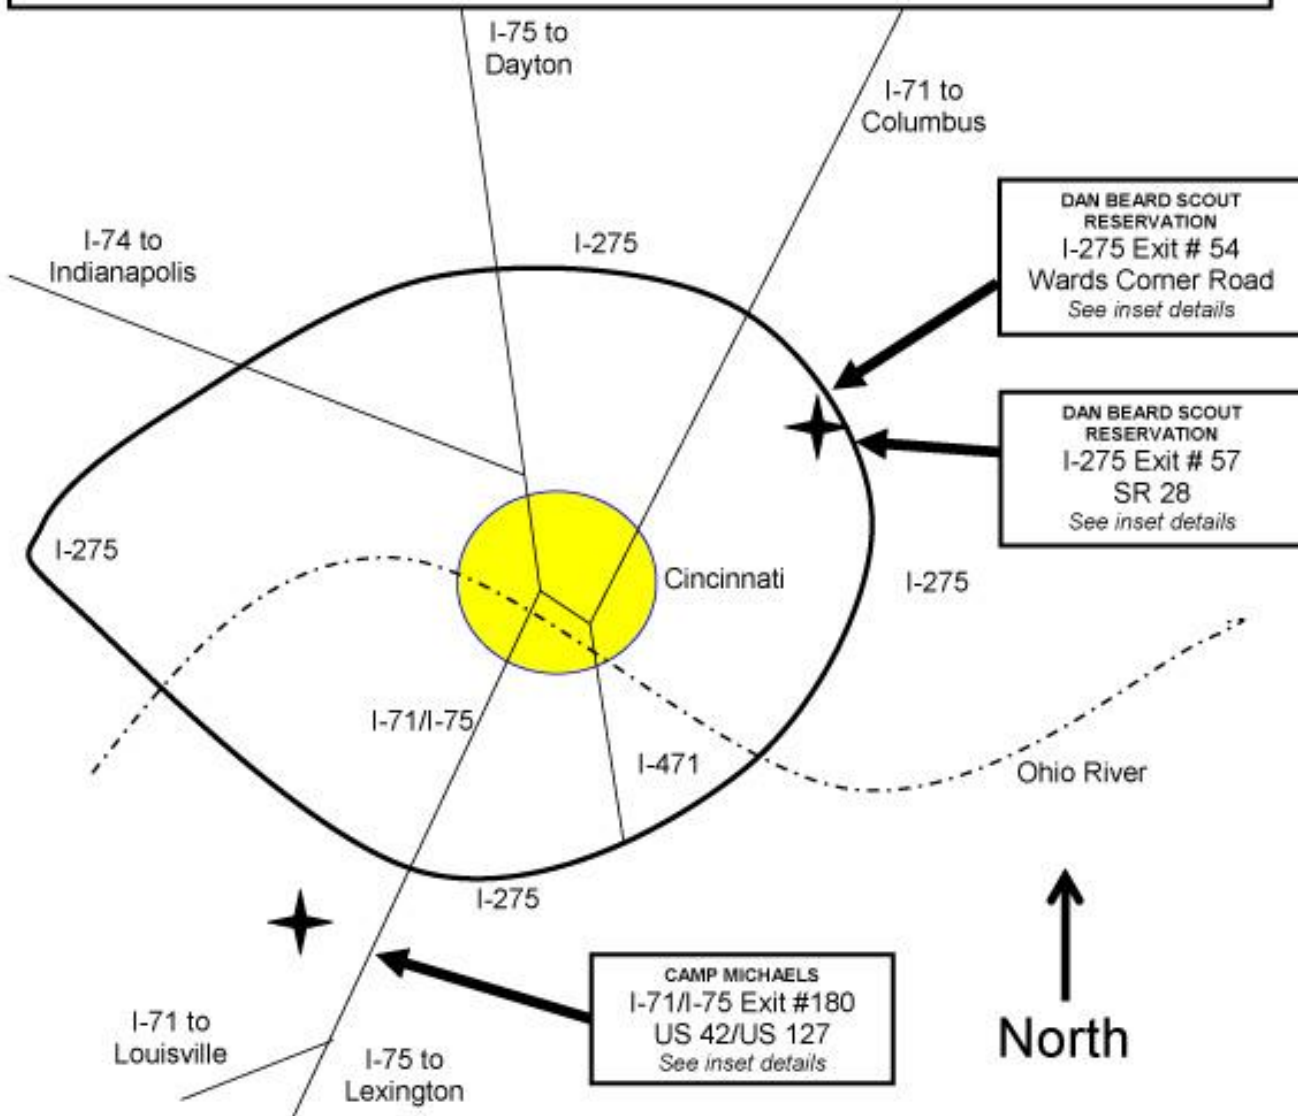 I-75 to
Dayton
I-71 to
Columbus
DAN BEARD SCOUT
RESERVATION
I-275 Exit # 54
Wards Corner Road
See inset details
I-74 to
Indianapolis
I-275
DAN BEARD SCOUT
RESERVATION
I-275 Exit # 57
SR 28
See inset details
I-275
Cincinnati
I-275
I-71/I-75
I-471
Ohio River
I-275
CAMP MICHAELS
I-71/I-75 Exit #180
US 42/US 127
See inset details
I-71 to
Louisville
I-75 to
Lexington
North